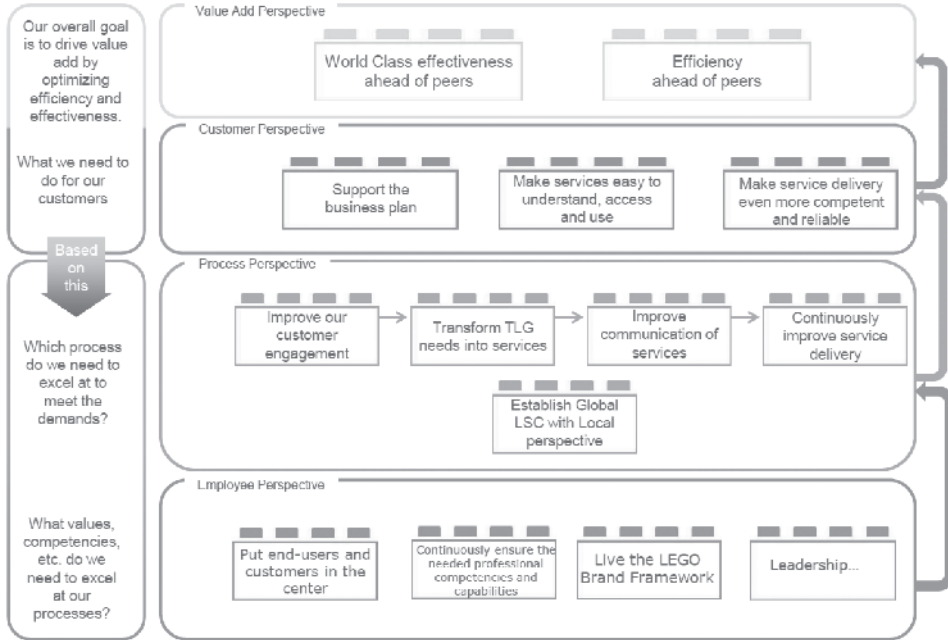 Our overall goal
is to drive value
add by
optimizing
efficiency and
effectiveness.
What we need to
do for our
customers
Based
on
this
Which process
do we need to
excel at to
meet the
demands?
What values,
competencies,
etc. do we
need to excel
at our
processes?
Value Add Perspective
World Class effectiveness
ahead of peers
Efficiency
ahead of peers
Customer Perspective
Support the
business plan
Make services easy to
understand, access
and use
Make service delivery
even more competent
and reliable
Process Perspective
Improve our
customer
engagement
Transform TLG
needs into services
Improve
communication of
services
Continuously
improve service
delivery
Establish Global
LSC with Local
perspective
Employee Perspective
Put end-users and
customers in the
center
Continuously ensure the
needed professional
competencies and
capabilities
Live the LEGO
Brand Framework
Leadership...